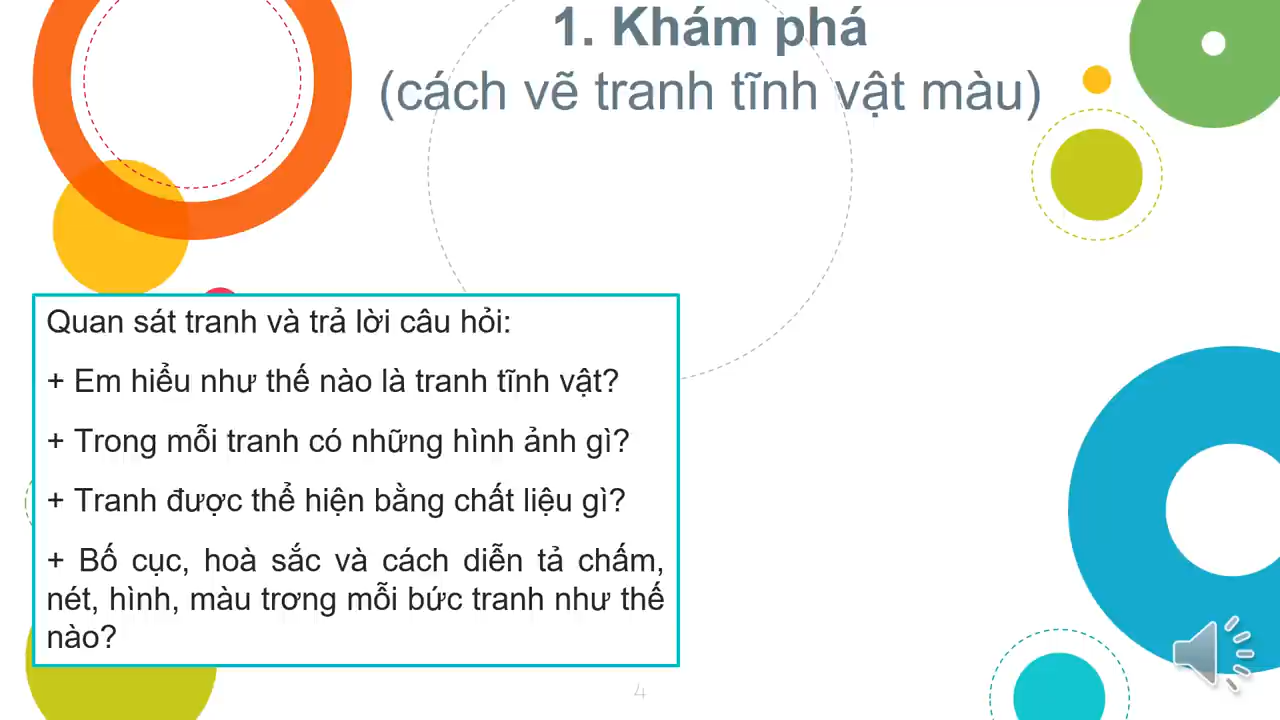 1. Khám phá
(cách vẽ tranh tĩnh vật màu)
Quan sát tranh và trả lời câu hỏi:
+ Em hiểu như thế nào là tranh tĩnh vật?
+ Trong mỗi tranh có những hình ảnh gì?
+ Tranh được thể hiện bằng chất liệu gì?
+ Bố cục, hoà sắc và cách diễn tả chấm,
nét, hình, màu trơng mỗi bức tranh như thế
nào?
4